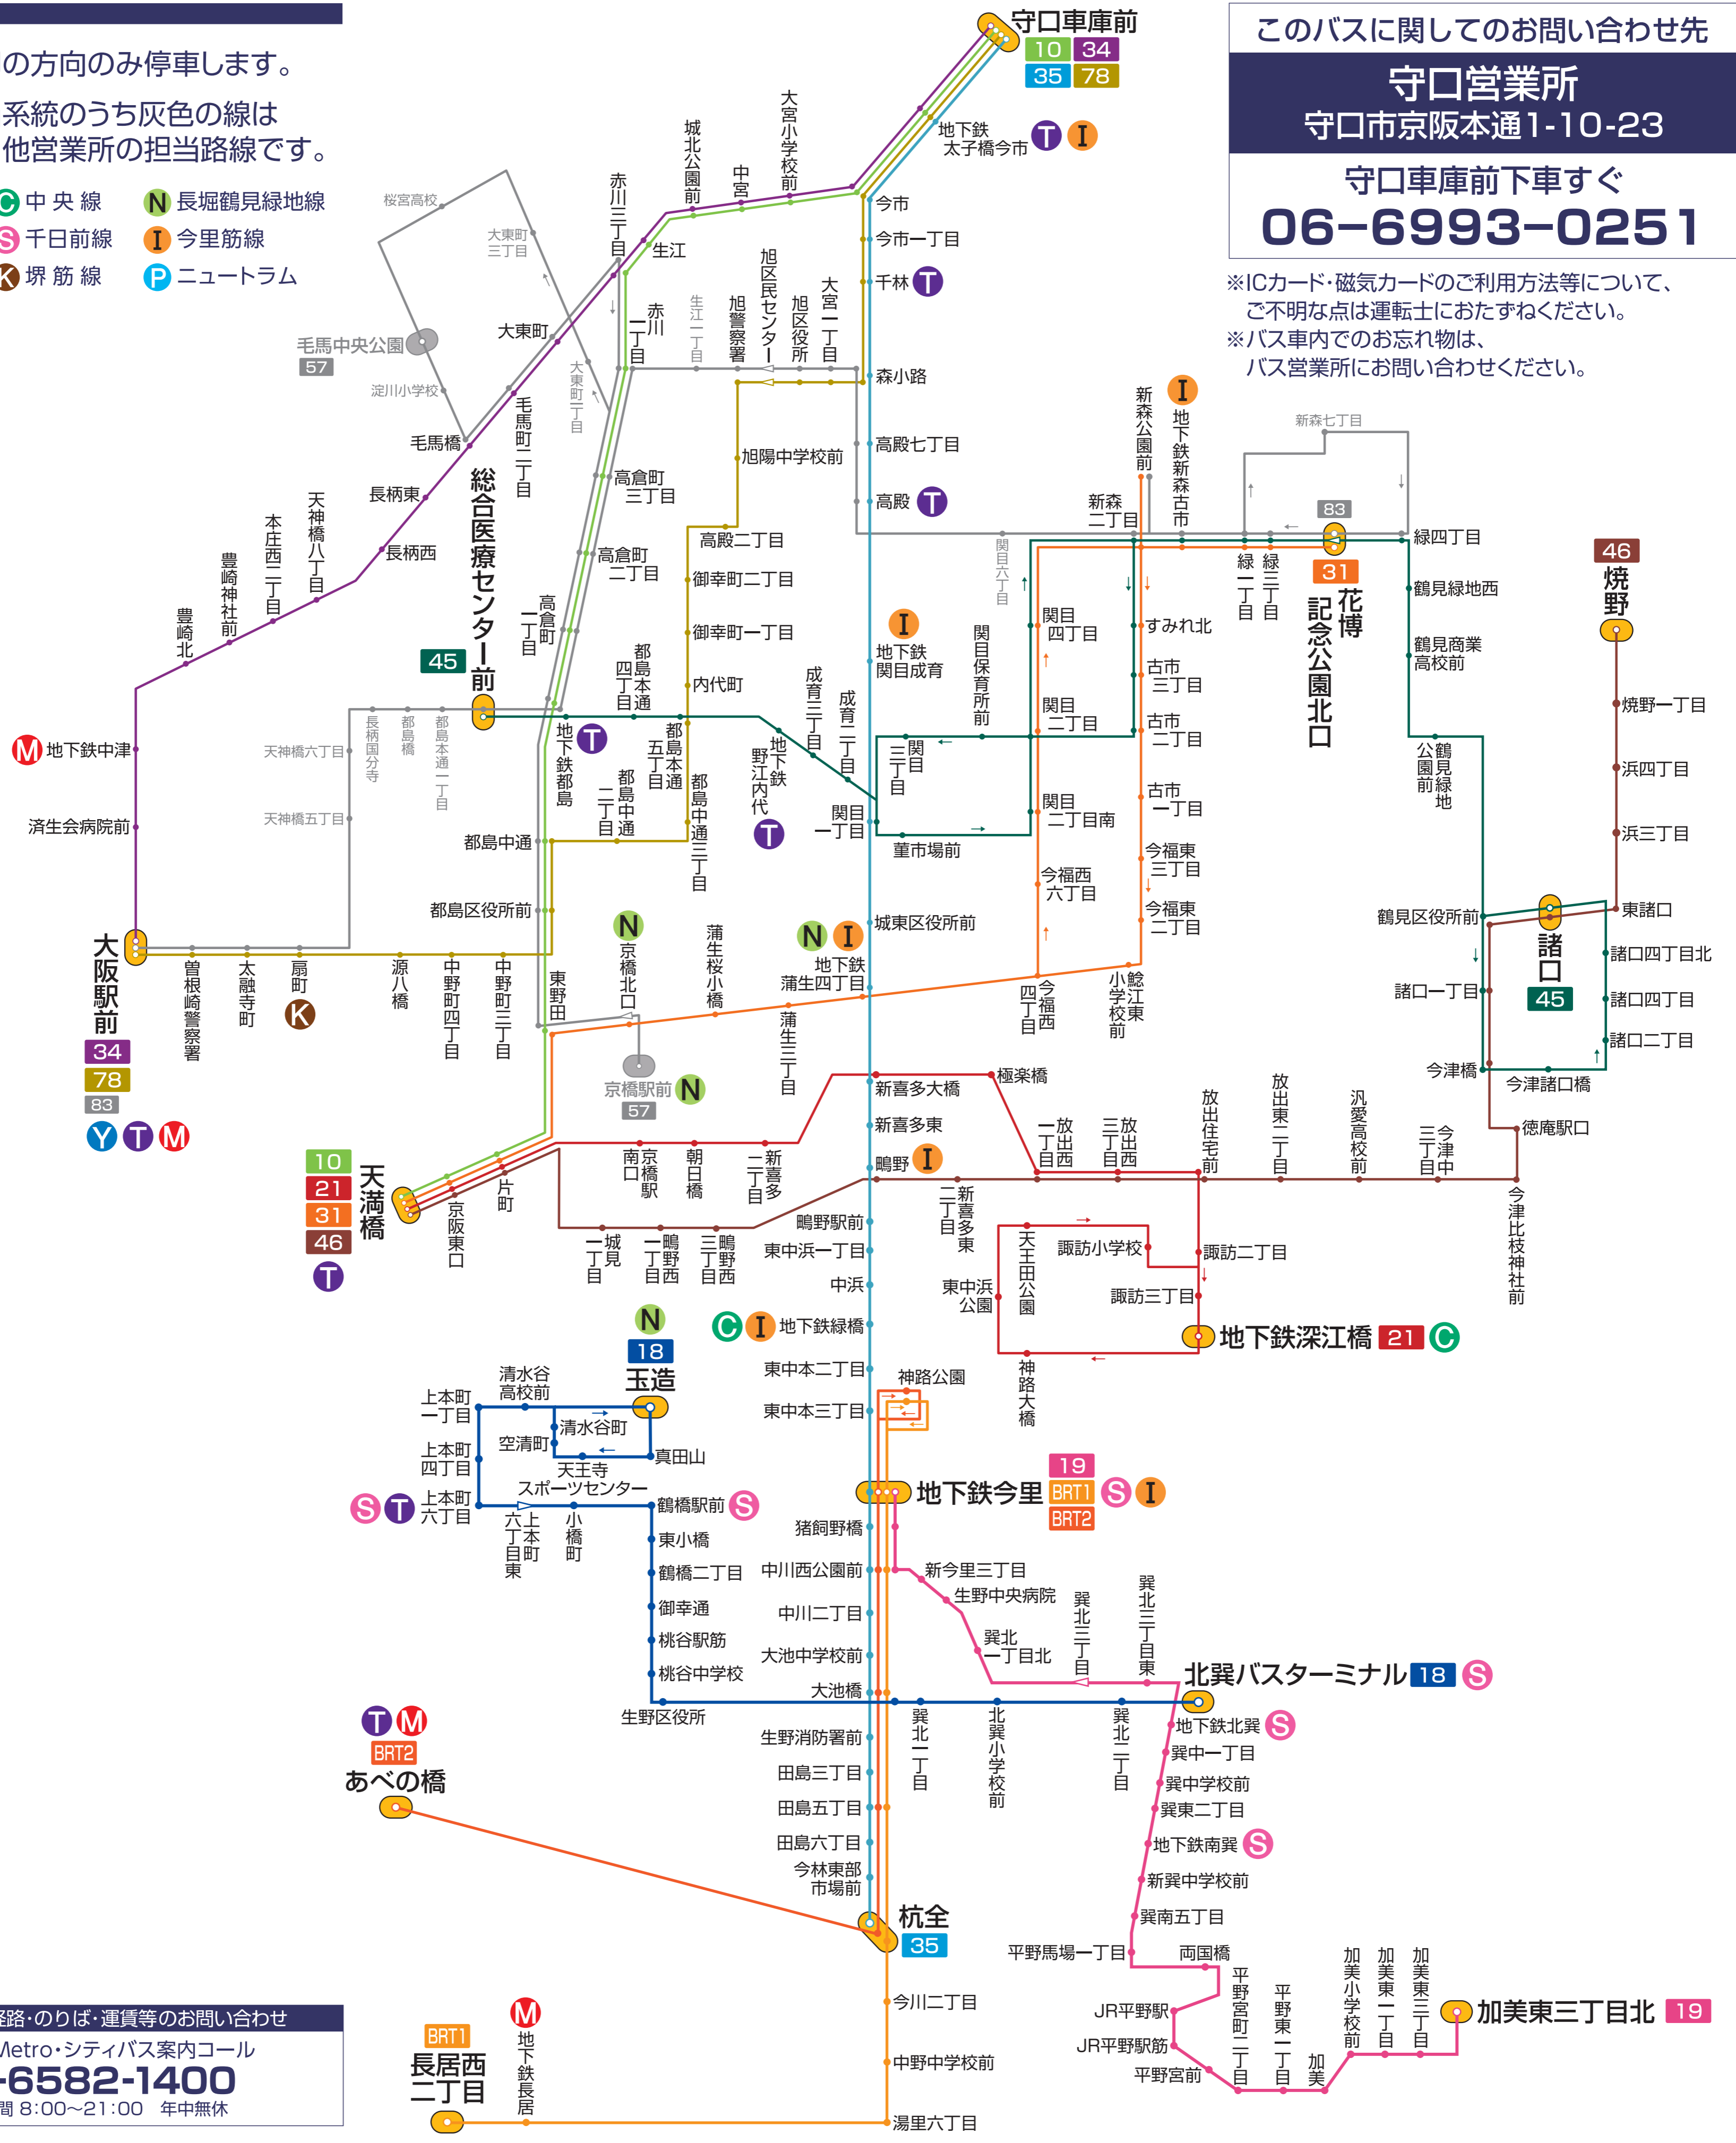 の方向のみ停車します。
系統のうち灰色の線は
他営業所の担当路線です。
C 中央線
N 長堀鶴見緑地線
S 千日前線
I 今里筋線
K 堺筋線
P ニュートラム
このバスに関してのお問い合わせ先
守口営業所
守口市京阪本通1-10-23
守口車庫前下車すぐ
06-6993-0251
※ICカード・磁気カードのご利用方法等について、
ご不明な点は運転士におたずねください。
※バス車内でのお忘れ物は、
バス営業所にお問い合わせください。
守口車庫前
10 34
35 78
地下鉄
太子橋今市
T I
大宮小学校前
中宮
城北公園前
赤川三丁目
生江
桜宮高校
大東町
三丁目
大東町
毛馬中央公園
57
淀川小学校
大東町一丁目
毛馬橋
毛馬町二丁目
赤川
一丁目
生江一丁目
旭警察署
旭区民センター
旭区役所
大宮一丁目
今市
今市一丁目
千林 T
森小路
高殿七丁目
高殿 T
旭陽中学校前
高殿二丁目
御幸町二丁目
御幸町一丁目
内代町
高倉町
三丁目
高倉町
二丁目
高倉町
一丁目
長柄東
長柄西
天神橋八丁目
本庄西二丁目
豊崎神社前
豊崎北
M 地下鉄中津
済生会病院前
総合医療センター前
45
長柄国分寺
都島橋
都島本通一丁目
天神橋六丁目
天神橋五丁目
地下鉄都島 T
都島本通
四丁目
都島本通
五丁目
地下鉄
野江内代
T
成育三丁目
成育二丁目
関目
一丁目
都島中通
都島中通
二丁目
都島中通三丁目
都島区役所前
I
地下鉄
関目成育
関目保育所前
関目
三丁目
菫市場前
関目六丁目
関目
四丁目
関目
二丁目
関目
二丁目南
今福西
六丁目
新森公園前
I
地下鉄新森古市
新森
二丁目
すみれ北
古市
三丁目
古市
二丁目
古市
一丁目
今福東
三丁目
今福東
二丁目
新森七丁目
緑一丁目
緑三丁目
83
31
花博
記念公園北口
緑四丁目
鶴見緑地西
鶴見商業
高校前
鶴見緑地
公園前
46
焼野
焼野一丁目
浜四丁目
浜三丁目
東諸口
鶴見区役所前
諸口
45
諸口四丁目北
諸口四丁目
諸口二丁目
諸口一丁目
今津橋
今津諸口橋
徳庵駅口
大阪駅前
34
78
83
Y T M
曽根崎警察署
太融寺町
扇町
K
源八橋
中野町四丁目
中野町三丁目
東野田
N
京橋北口
京橋駅前 N
57
蒲生桜小橋
蒲生三丁目
N I
地下鉄
蒲生四丁目
城東区役所前
今福西
四丁目
鯰江東
小学校前
新喜多大橋
極楽橋
新喜多東
鴫野 I
放出西
一丁目
放出西
三丁目
放出住宅前
放出東二丁目
汎愛高校前
今津中
三丁目
今津比枝神社前
10
21
31
46
天満橋
T
京阪東口
片町
京橋駅
南口
朝日橋
新喜多
二丁目
城見
一丁目
鴫野西
一丁目
鴫野西
三丁目
新喜多東
二丁目
鴫野駅前
東中浜一丁目
中浜
C I 地下鉄緑橋
東中本二丁目
東中本三丁目
天王田公園
諏訪小学校
諏訪二丁目
諏訪三丁目
東中浜
公園
神路大橋
地下鉄深江橋 21 C
神路公園
N
18
玉造
清水谷
高校前
上本町
一丁目
清水谷町
空清町
上本町
四丁目
天王寺
スポーツセンター
真田山
S T 上本町
六丁目
上本町
六丁目東
小橋町
鶴橋駅前 S
東小橋
鶴橋二丁目
御幸通
桃谷駅筋
桃谷中学校
生野区役所
地下鉄今里
19
BRT1
BRT2
S I
猪飼野橋
中川西公園前
中川二丁目
大池中学校前
大池橋
生野消防署前
田島三丁目
田島五丁目
田島六丁目
今林東部
市場前
新今里三丁目
生野中央病院
巽北
一丁目北
巽北三丁目
巽北三丁目東
巽北一丁目
北巽小学校前
巽北二丁目
北巽バスターミナル 18 S
地下鉄北巽 S
巽中一丁目
巽中学校前
巽東二丁目
地下鉄南巽 S
新巽中学校前
巽南五丁目
平野馬場一丁目
両国橋
JR平野駅
JR平野駅筋
平野宮前
平野宮町二丁目
平野東一丁目
加美
加美小学校前
加美東一丁目
加美東三丁目
加美東三丁目北 19
T M
BRT2
あべの橋
杭全
35
今川二丁目
中野中学校前
湯里六丁目
BRT1
長居西
二丁目
M
地下鉄長居
経路・のりば・運賃等のお問い合わせ
Metro・シティバス案内コール
-6582-1400
間 8:00～21:00 年中無休